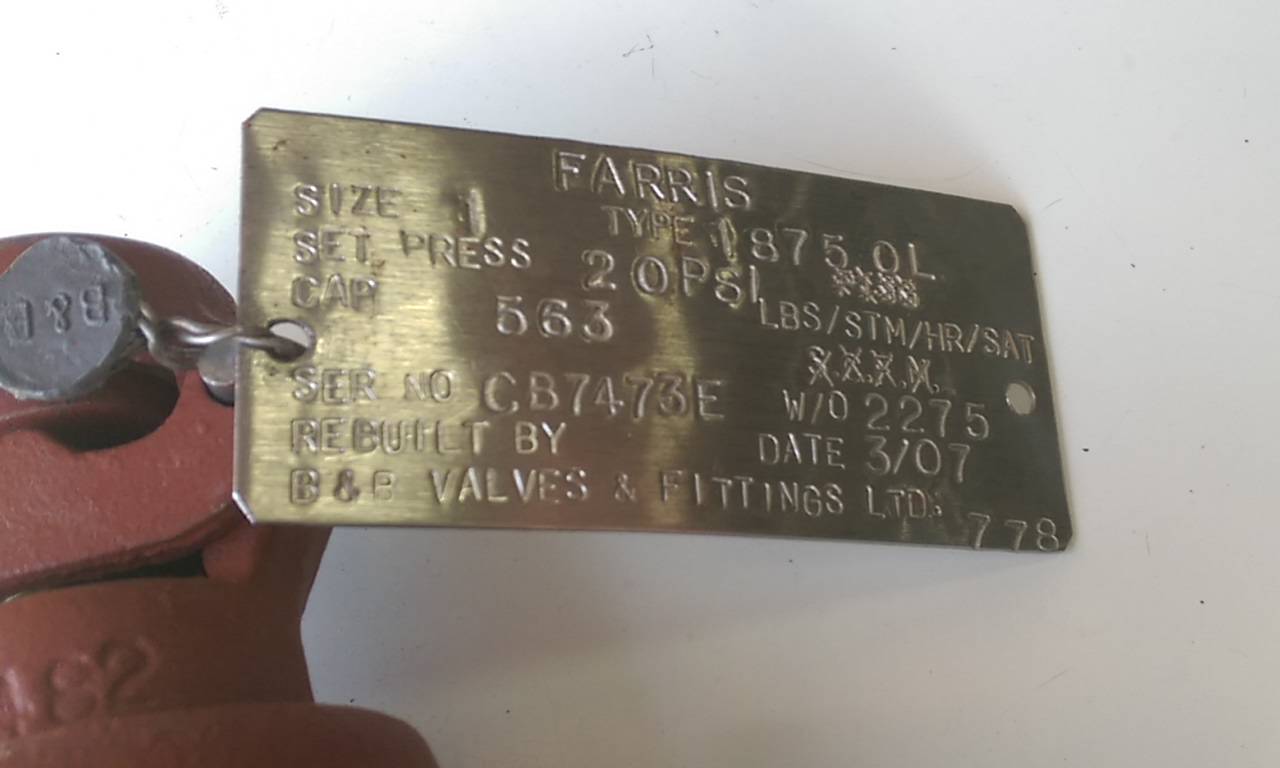 FARRIS
SIZE 1 TYPE 1875 OL
SET. PRESS 20PSI
CAP 563 LBS/STM/HR/SAT
SER NO CB7473E W/O 2275
REBUILT BY DATE 3/07
B & B VALVES & FITTINGS LTD.
778
B&B
182